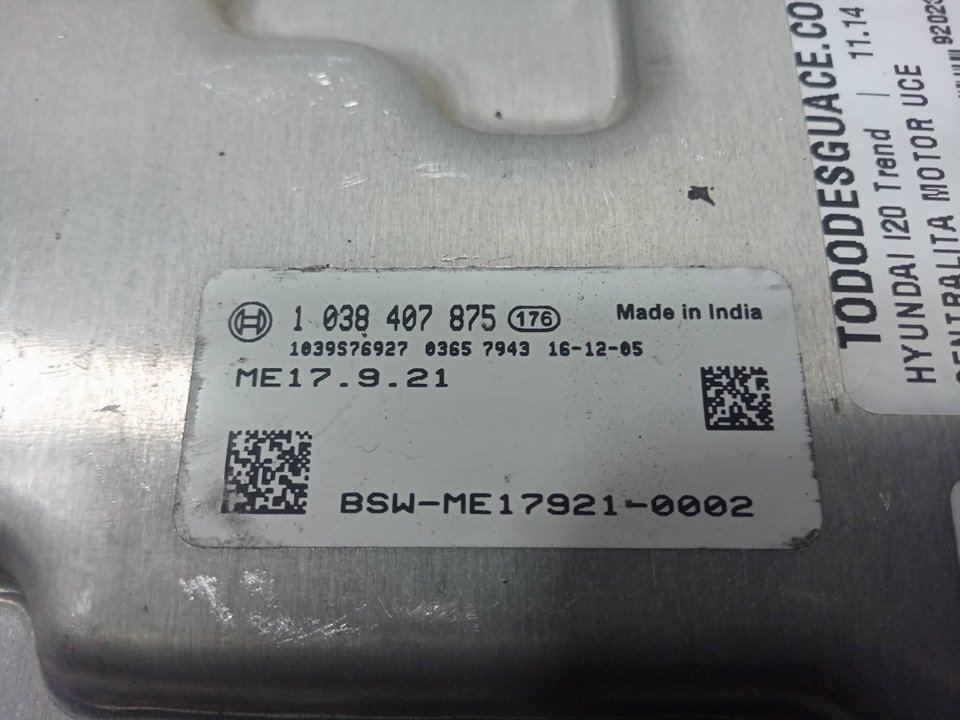 1 038 407 875 176 Made in India
1039S76927 0365 7943 16-12-05
ME17.9.21
BSW-ME17921-0002
TODODESGUACE.CO
HYUNDAI I20 Trend | 11.14
CENTRALITA MOTOR UCE